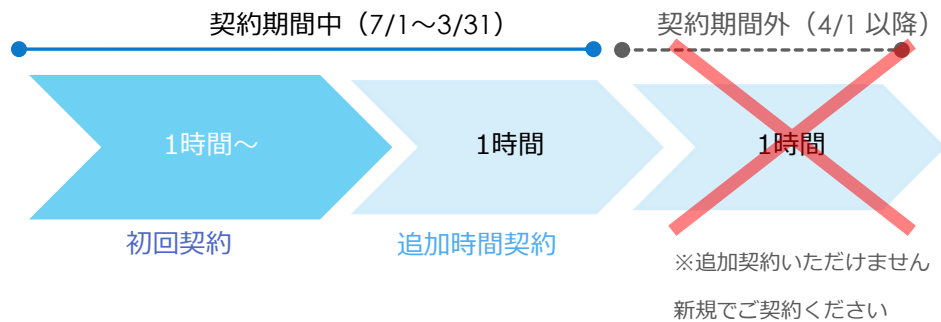 契約期間中（7/1～3/31）
契約期間外（4/1 以降）
1時間～
1時間
1時間
初回契約
追加時間契約
※追加契約いただけません
新規でご契約ください